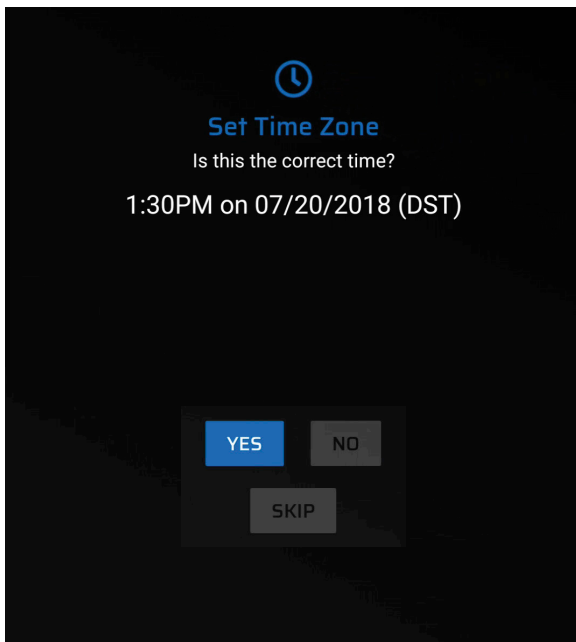 Set Time Zone
Is this the correct time?
1:30PM on 07/20/2018 (DST)
YES NO
SKIP